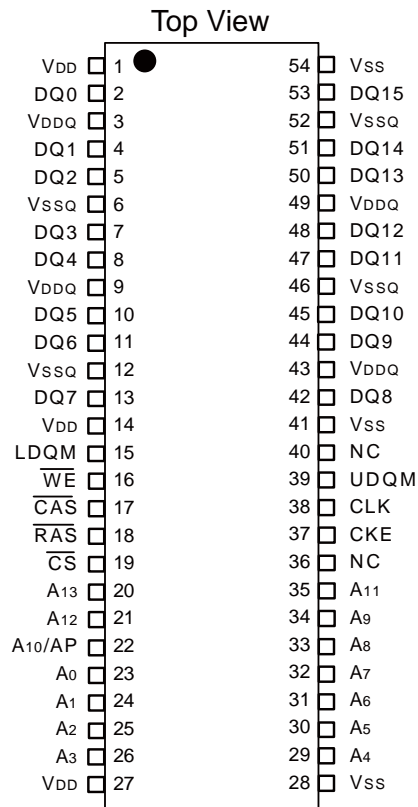 Top View
VDD 1 54 VSS
DQ0 2 53 DQ15
VDDQ 3 52 VSSQ
DQ1 4 51 DQ14
DQ2 5 50 DQ13
VSSQ 6 49 VDDQ
DQ3 7 48 DQ12
DQ4 8 47 DQ11
VDDQ 9 46 VSSQ
DQ5 10 45 DQ10
DQ6 11 44 DQ9
VSSQ 12 43 VDDQ
DQ7 13 42 DQ8
VDD 14 41 VSS
LDQM 15 40 NC
WE 16 39 UDQM
CAS 17 38 CLK
RAS 18 37 CKE
CS 19 36 NC
A13 20 35 A11
A12 21 34 A9
A10/AP 22 33 A8
A0 23 32 A7
A1 24 31 A6
A2 25 30 A5
A3 26 29 A4
VDD 27 28 VSS